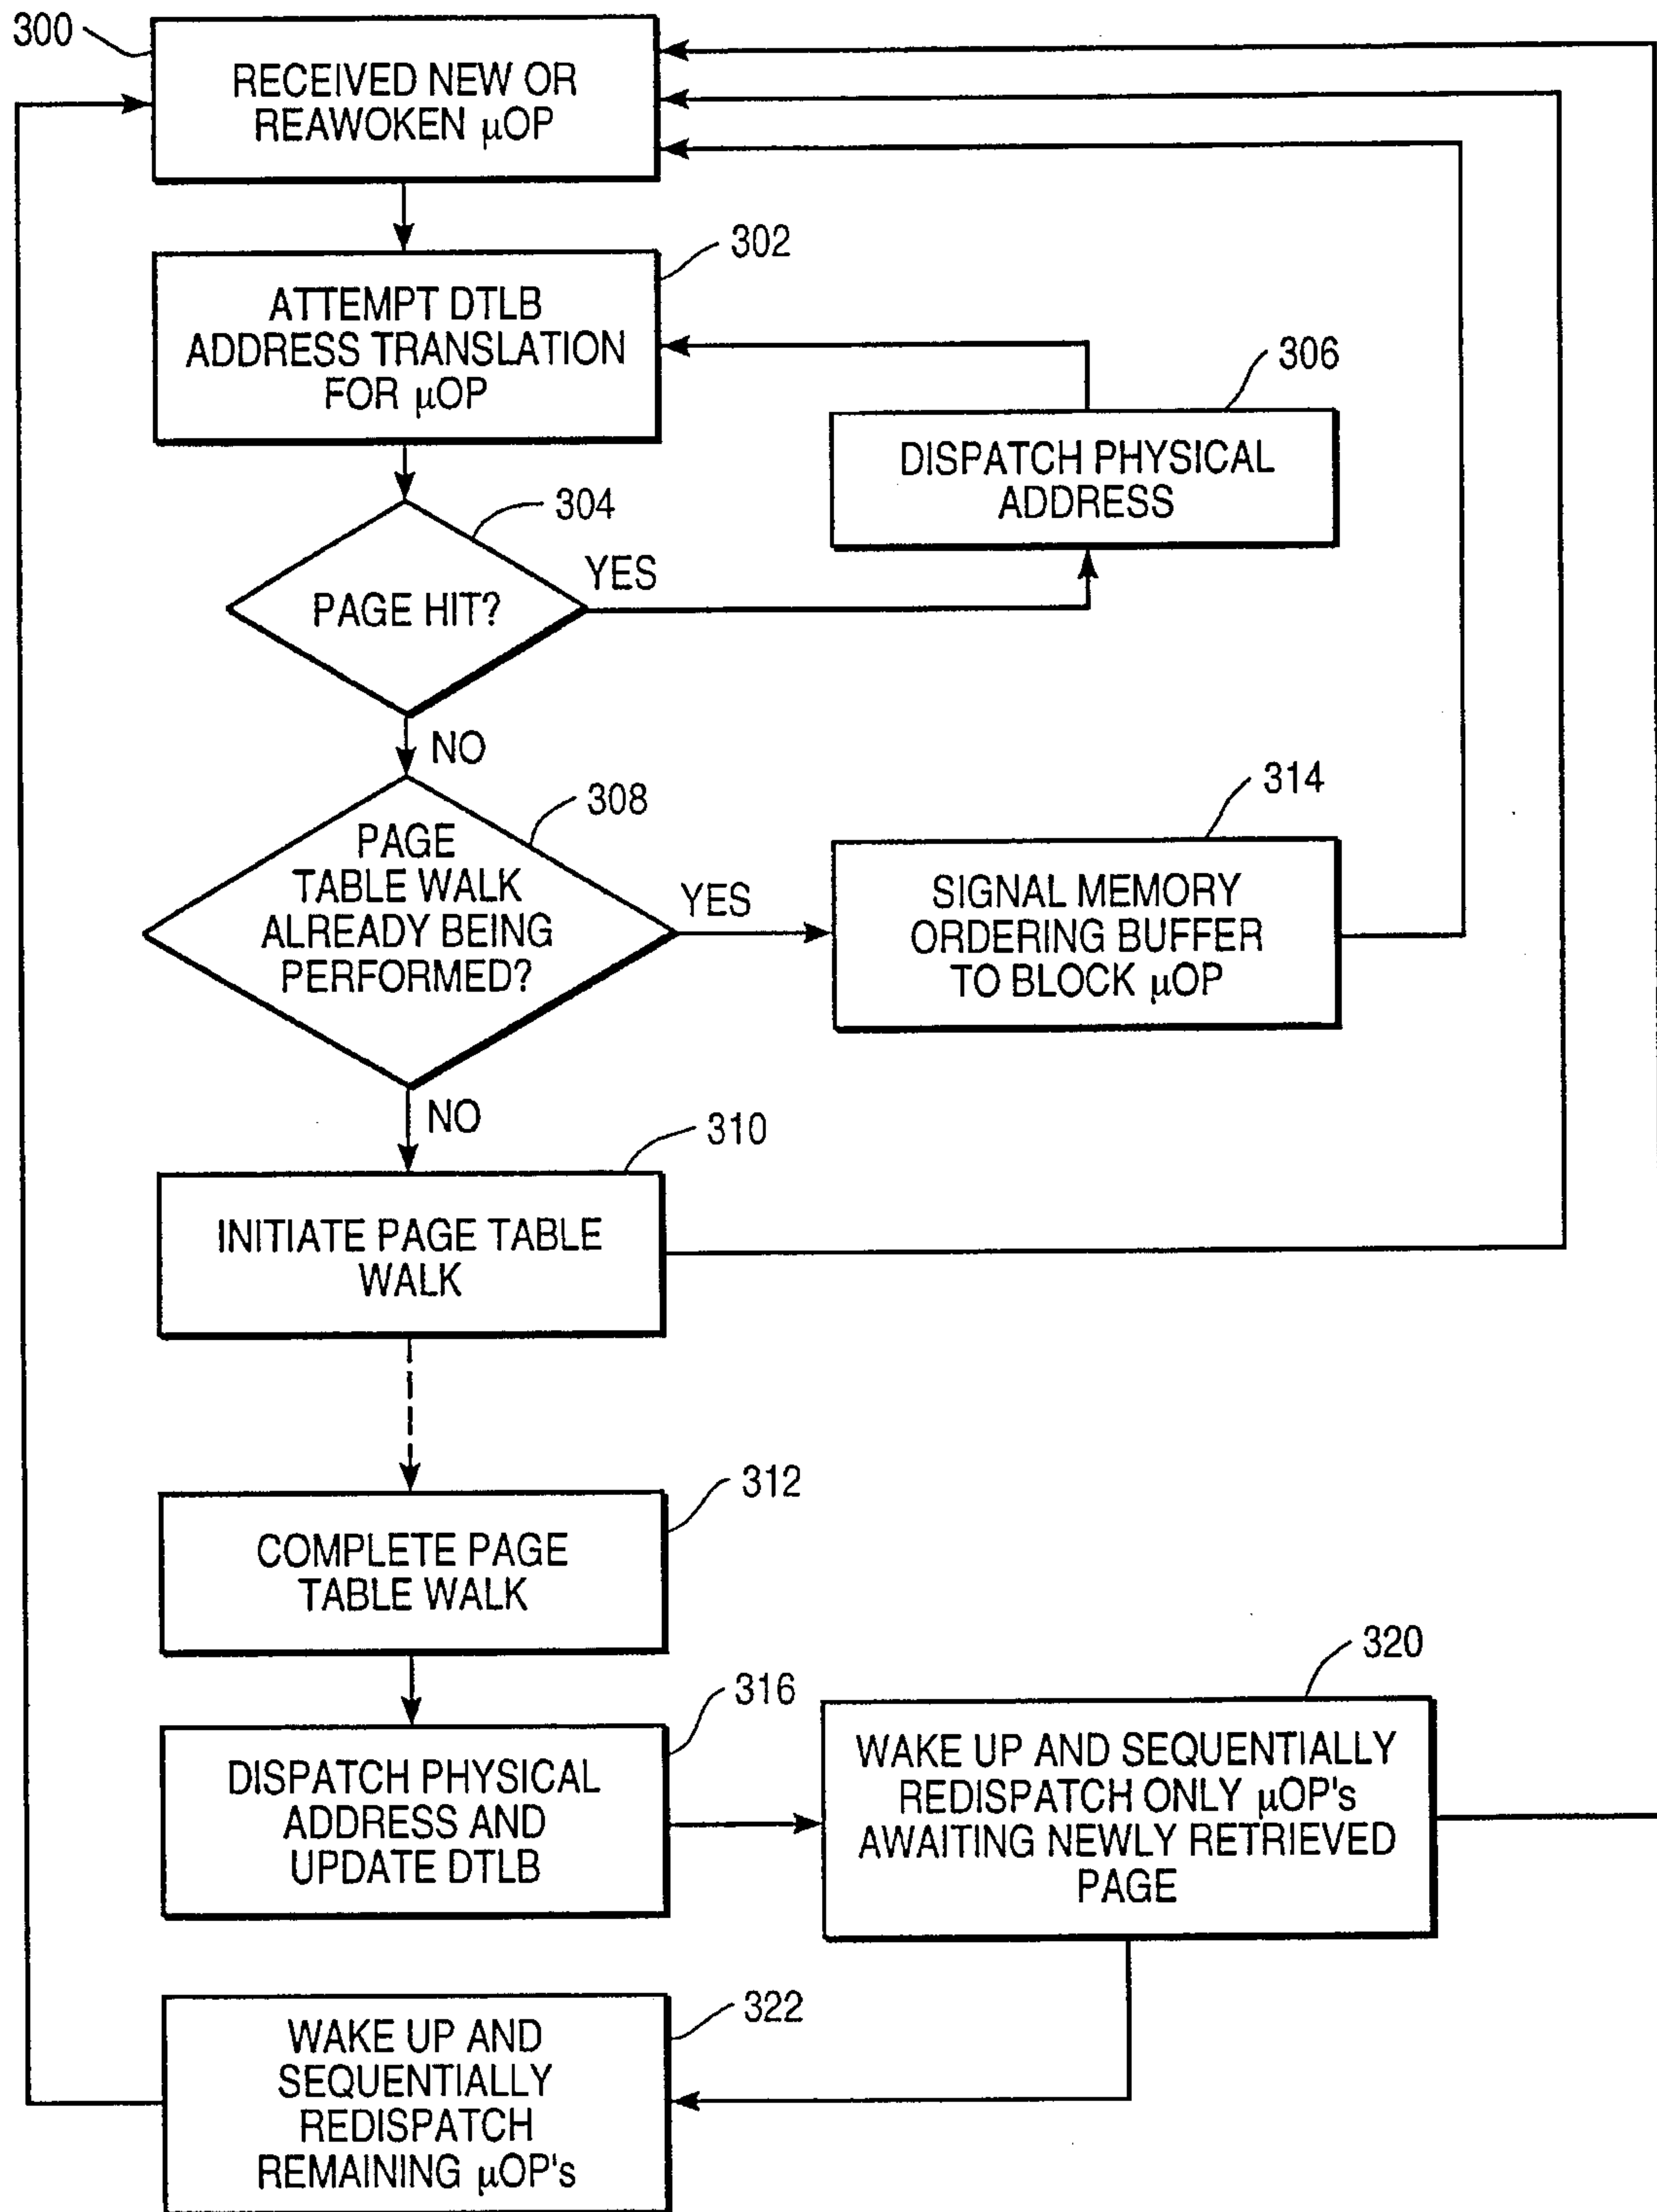 300
RECEIVED NEW OR
REAWOKEN μOP
302
ATTEMPT DTLB
ADDRESS TRANSLATION
FOR μOP
306
DISPATCH PHYSICAL
ADDRESS
304
PAGE HIT?
YES
NO
308
PAGE
TABLE WALK
ALREADY BEING
PERFORMED?
YES
314
SIGNAL MEMORY
ORDERING BUFFER
TO BLOCK μOP
NO
310
INITIATE PAGE TABLE
WALK
312
COMPLETE PAGE
TABLE WALK
316
DISPATCH PHYSICAL
ADDRESS AND
UPDATE DTLB
320
WAKE UP AND SEQUENTIALLY
REDISPATCH ONLY μOP's
AWAITING NEWLY RETRIEVED
PAGE
322
WAKE UP AND
SEQUENTIALLY
REDISPATCH
REMAINING μOP's